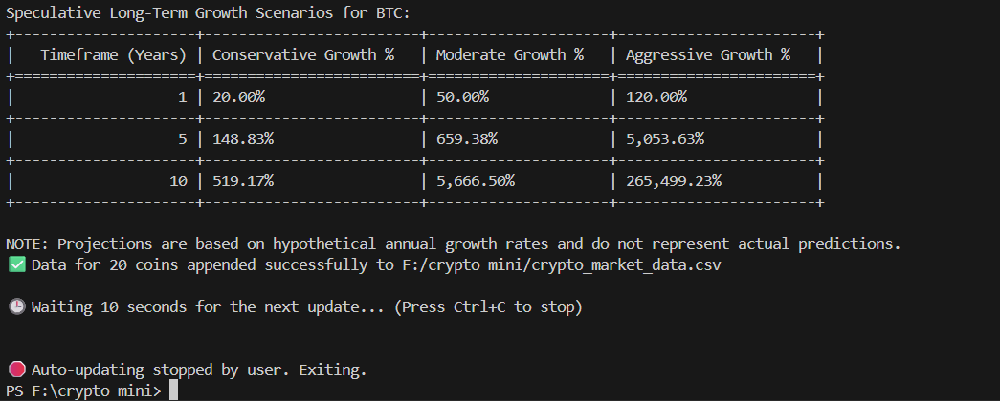 Speculative Long-Term Growth Scenarios for BTC:
Timeframe (Years) | Conservative Growth % | Moderate Growth % | Aggressive Growth %
1 | 20.00% | 50.00% | 120.00%
5 | 148.83% | 659.38% | 5,053.63%
10 | 519.17% | 5,666.50% | 265,499.23%
NOTE: Projections are based on hypothetical annual growth rates and do not represent actual predictions.
✅ Data for 20 coins appended successfully to F:/crypto mini/crypto_market_data.csv
🕒 Waiting 10 seconds for the next update... (Press Ctrl+C to stop)
🛑 Auto-updating stopped by user. Exiting.
PS F:\crypto mini>